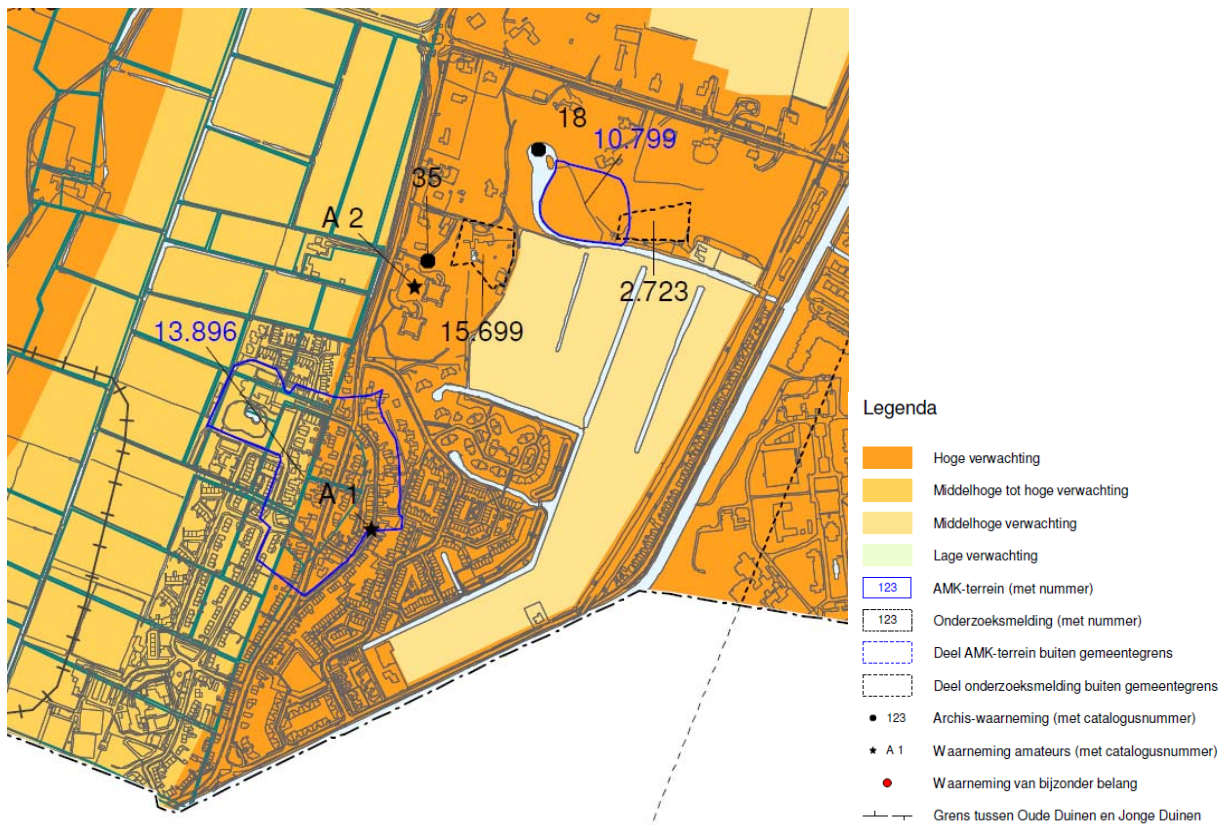 18
10.799
35
A 2
2.723
13.896
15.699
A 1
Legenda
Hoge verwachting
Middelhoge tot hoge verwachting
Middelhoge verwachting
Lage verwachting
123 AMK-terrein (met nummer)
123 Onderzoeksmelding (met nummer)
Deel AMK-terrein buiten gemeentegrens
Deel onderzoeksmelding buiten gemeentegrens
123 Archis-waarneming (met catalogusnummer)
A 1 Waarneming amateurs (met catalogusnummer)
Waarneming van bijzonder belang
Grens tussen Oude Duinen en Jonge Duinen